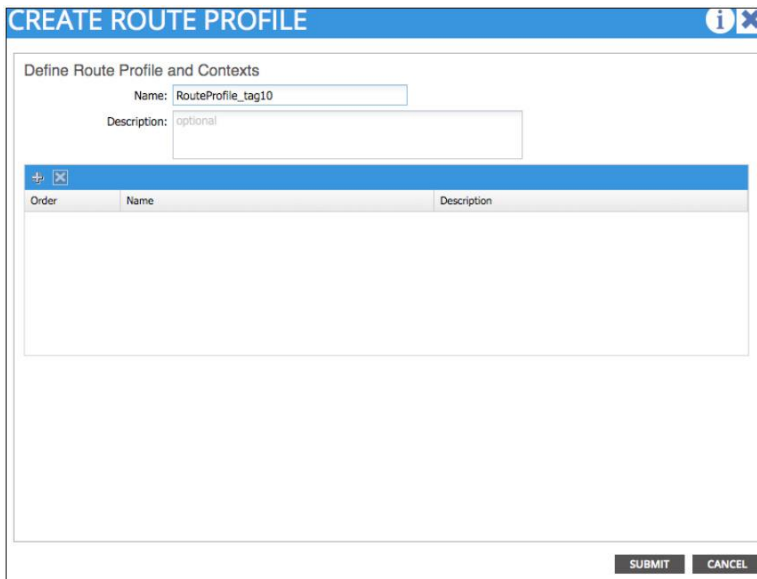 CREATE ROUTE PROFILE
i
Define Route Profile and Contexts
Name: RouteProfile_tag10
Description: optional
Order Name Description
SUBMIT CANCEL